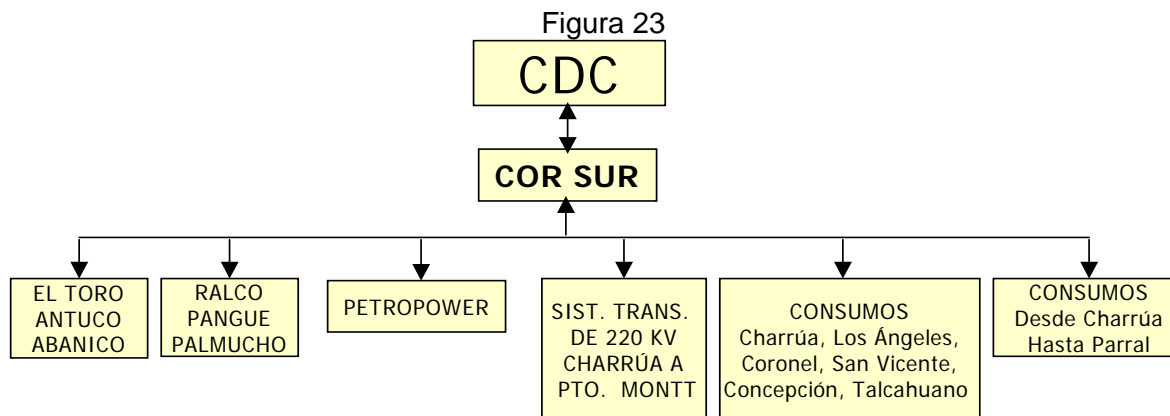 Figura 23
CDC
COR SUR
EL TORO
ANTUCO
ABANICO
RALCO
PANGUE
PALMUCHO
PETROPOWER
SIST. TRANS.
DE 220 KV
CHARRÚA A
PTO. MONTT
CONSUMOS
Charrúa, Los Ángeles,
Coronel, San Vicente,
Concepción, Talcahuano
CONSUMOS
Desde Charrúa
Hasta Parral